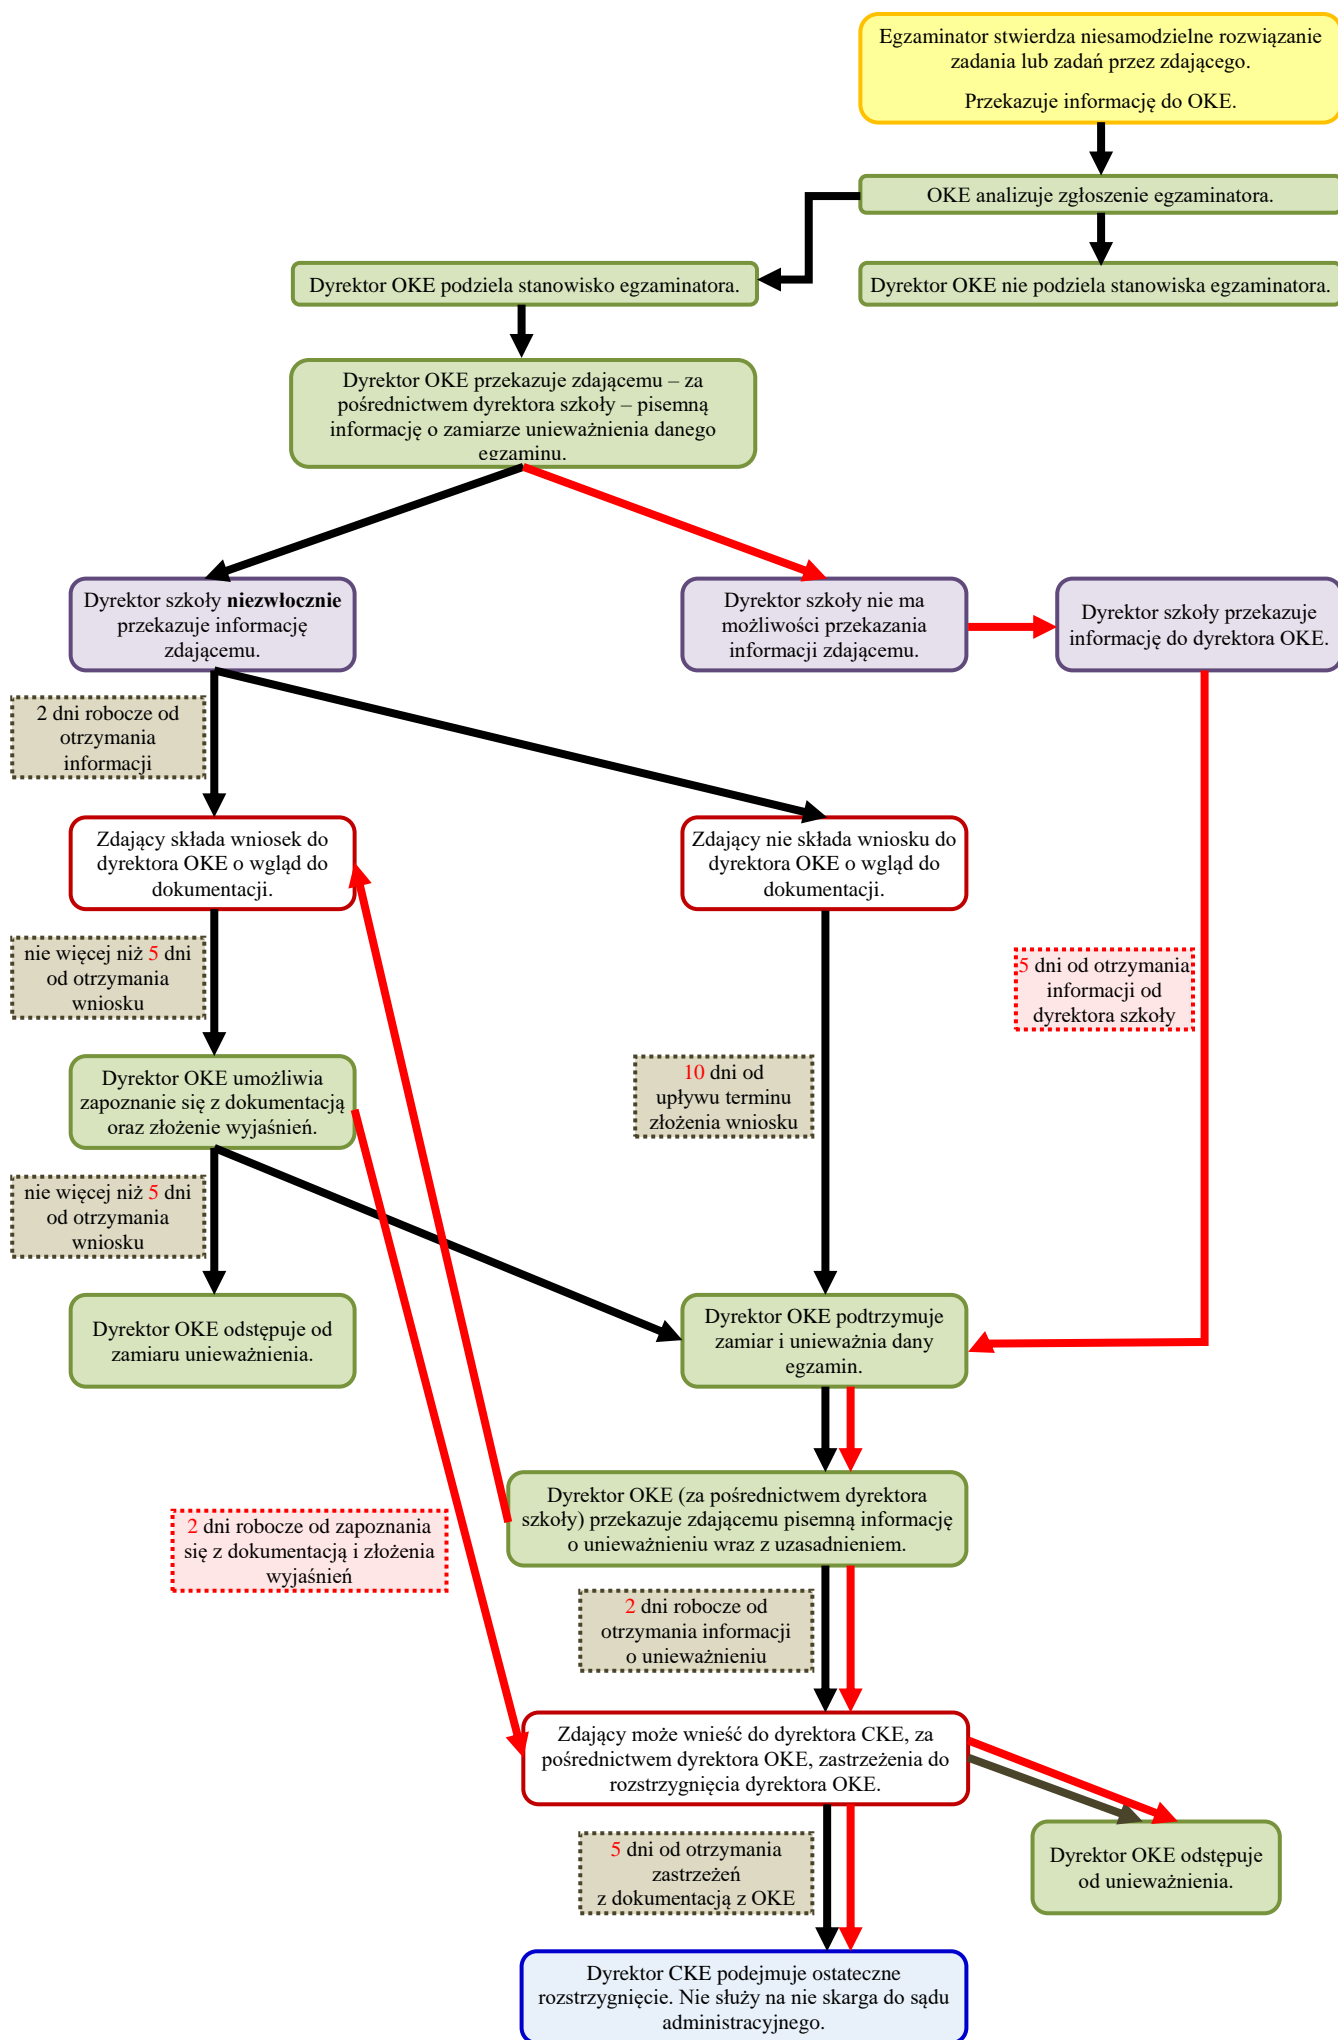 Egzaminator stwierdza niesamodzielne rozwiązanie
zadania lub zadań przez zdającego.
Przekazuje informację do OKE.
OKE analizuje zgłoszenie egzaminatora.
Dyrektor OKE podziela stanowisko egzaminatora.
Dyrektor OKE nie podziela stanowiska egzaminatora.
Dyrektor OKE przekazuje zdającemu – za
pośrednictwem dyrektora szkoły – pisemną
informację o zamiarze unieważnienia danego
egzaminu.
Dyrektor szkoły niezwłocznie
przekazuje informację
zdającemu.
Dyrektor szkoły nie ma
możliwości przekazania
informacji zdającemu.
Dyrektor szkoły przekazuje
informację do dyrektora OKE.
2 dni robocze od
otrzymania
informacji
Zdający składa wniosek do
dyrektora OKE o wgląd do
dokumentacji.
Zdający nie składa wniosku do
dyrektora OKE o wgląd do
dokumentacji.
nie więcej niż 5 dni
od otrzymania
wniosku
5 dni od otrzymania
informacji od
dyrektora szkoły
Dyrektor OKE umożliwia
zapoznanie się z dokumentacją
oraz złożenie wyjaśnień.
10 dni od
upływu terminu
złożenia wniosku
nie więcej niż 5 dni
od otrzymania
wniosku
Dyrektor OKE odstępuje od
zamiaru unieważnienia.
Dyrektor OKE podtrzymuje
zamiar i unieważnia dany
egzamin.
Dyrektor OKE (za pośrednictwem dyrektora
szkoły) przekazuje zdającemu pisemną informację
o unieważnieniu wraz z uzasadnieniem.
2 dni robocze od zapoznania
się z dokumentacją i złożenia
wyjaśnień
2 dni robocze od
otrzymania informacji
o unieważnieniu
Zdający może wnieść do dyrektora CKE, za
pośrednictwem dyrektora OKE, zastrzeżenia do
rozstrzygnięcia dyrektora OKE.
5 dni od otrzymania
zastrzeżeń
z dokumentacją z OKE
Dyrektor OKE odstępuje
od unieważnienia.
Dyrektor CKE podejmuje ostateczne
rozstrzygnięcie. Nie służy na nie skarga do sądu
administracyjnego.